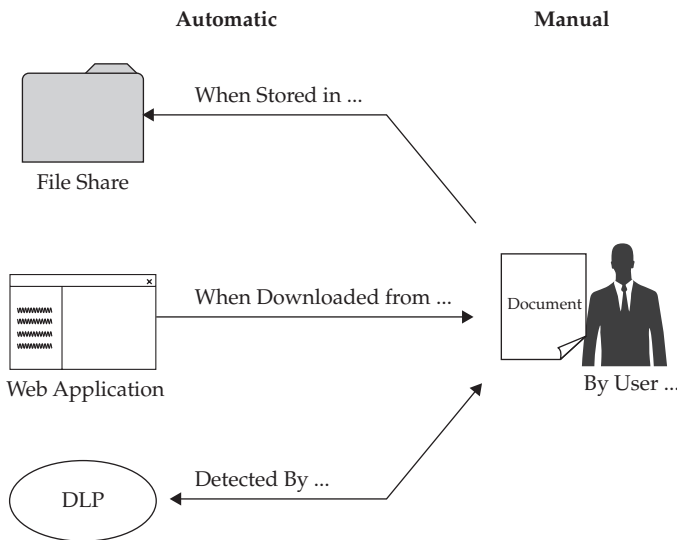 Automatic
Manual
When Stored in ...
File Share
When Downloaded from ...
Document
Web Application
By User ...
Detected By ...
DLP